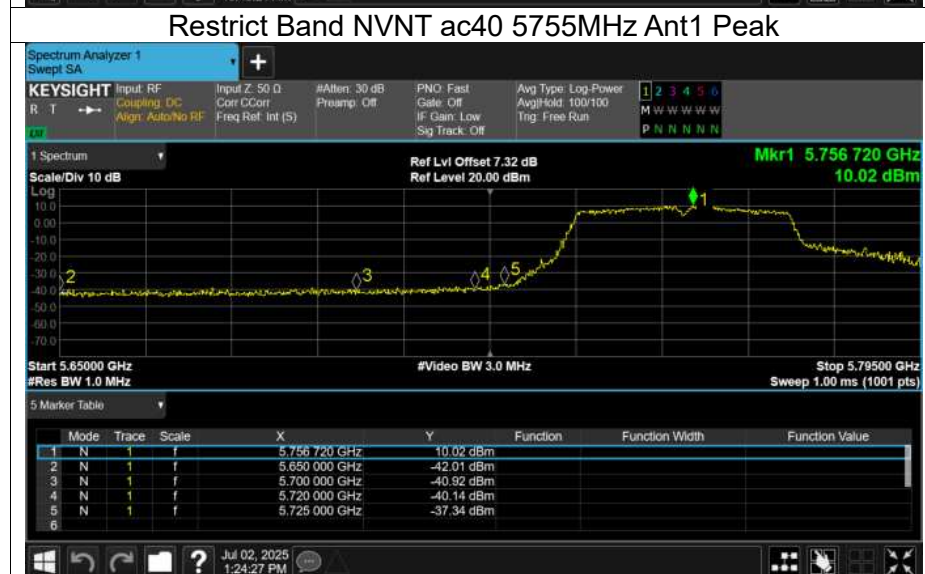 Restrict Band NVNT ac40 5755MHz Ant1 Peak
Spectrum Analyzer 1
Swept SA
+
KEYSIGHT Input: RF Input Z: 50 Ω #Atten: 30 dB PNO: Fast Avg Type: Log-Power 1 2 3 4 5 6
R T Coupling: DC Corr CCorr Preamp: Off Gate: Off Avg|Hold: 100/100 M W W W W W
Align: Auto/No RF Freq Ref: Int (S) IF Gain: Low Trig: Free Run
Sig Track: Off P N N N N N
1 Spectrum Ref Lvl Offset 7.32 dB Mkr1 5.756 720 GHz
Scale/Div 10 dB Ref Level 20.00 dBm 10.02 dBm
Log
10.0 1
0.00
-10.0
-20.0
-30.0 2 3 4 5
-40.0
-50.0
-60.0
-70.0
Start 5.65000 GHz #Video BW 3.0 MHz Stop 5.79500 GHz
#Res BW 1.0 MHz Sweep 1.00 ms (1001 pts)
5 Marker Table
Mode Trace Scale X Y Function Function Width Function Value
1 N 1 f 5.756 720 GHz 10.02 dBm
2 N 1 f 5.650 000 GHz -42.01 dBm
3 N 1 f 5.700 000 GHz -40.92 dBm
4 N 1 f 5.720 000 GHz -40.14 dBm
5 N 1 f 5.725 000 GHz -37.34 dBm
6
? Jul 02, 2025
1:24:27 PM